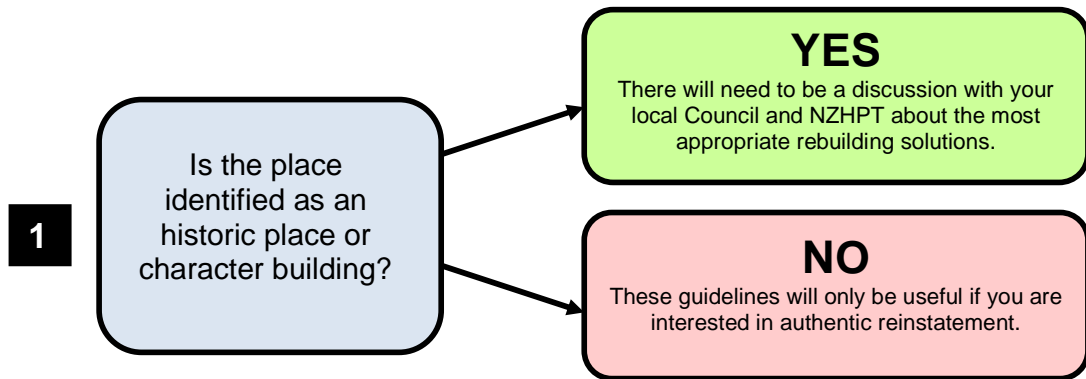 1
Is the place
identified as an
historic place or
character building?
YES
There will need to be a discussion with your
local Council and NZHPT about the most
appropriate rebuilding solutions.
NO
These guidelines will only be useful if you are
interested in authentic reinstatement.